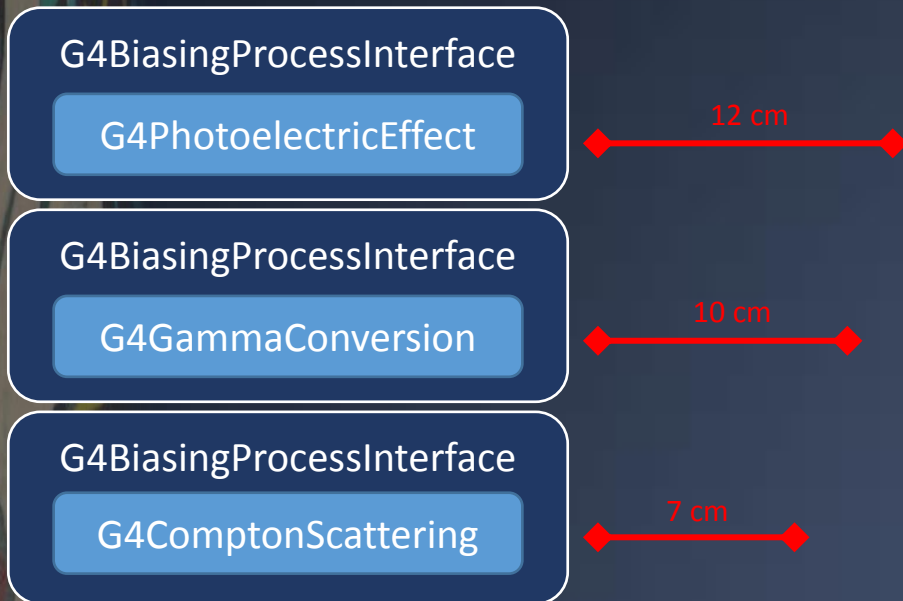 G4BiasingProcessInterface
G4PhotoelectricEffect
12 cm
G4BiasingProcessInterface
G4GammaConversion
10 cm
G4BiasingProcessInterface
G4ComptonScattering
7 cm